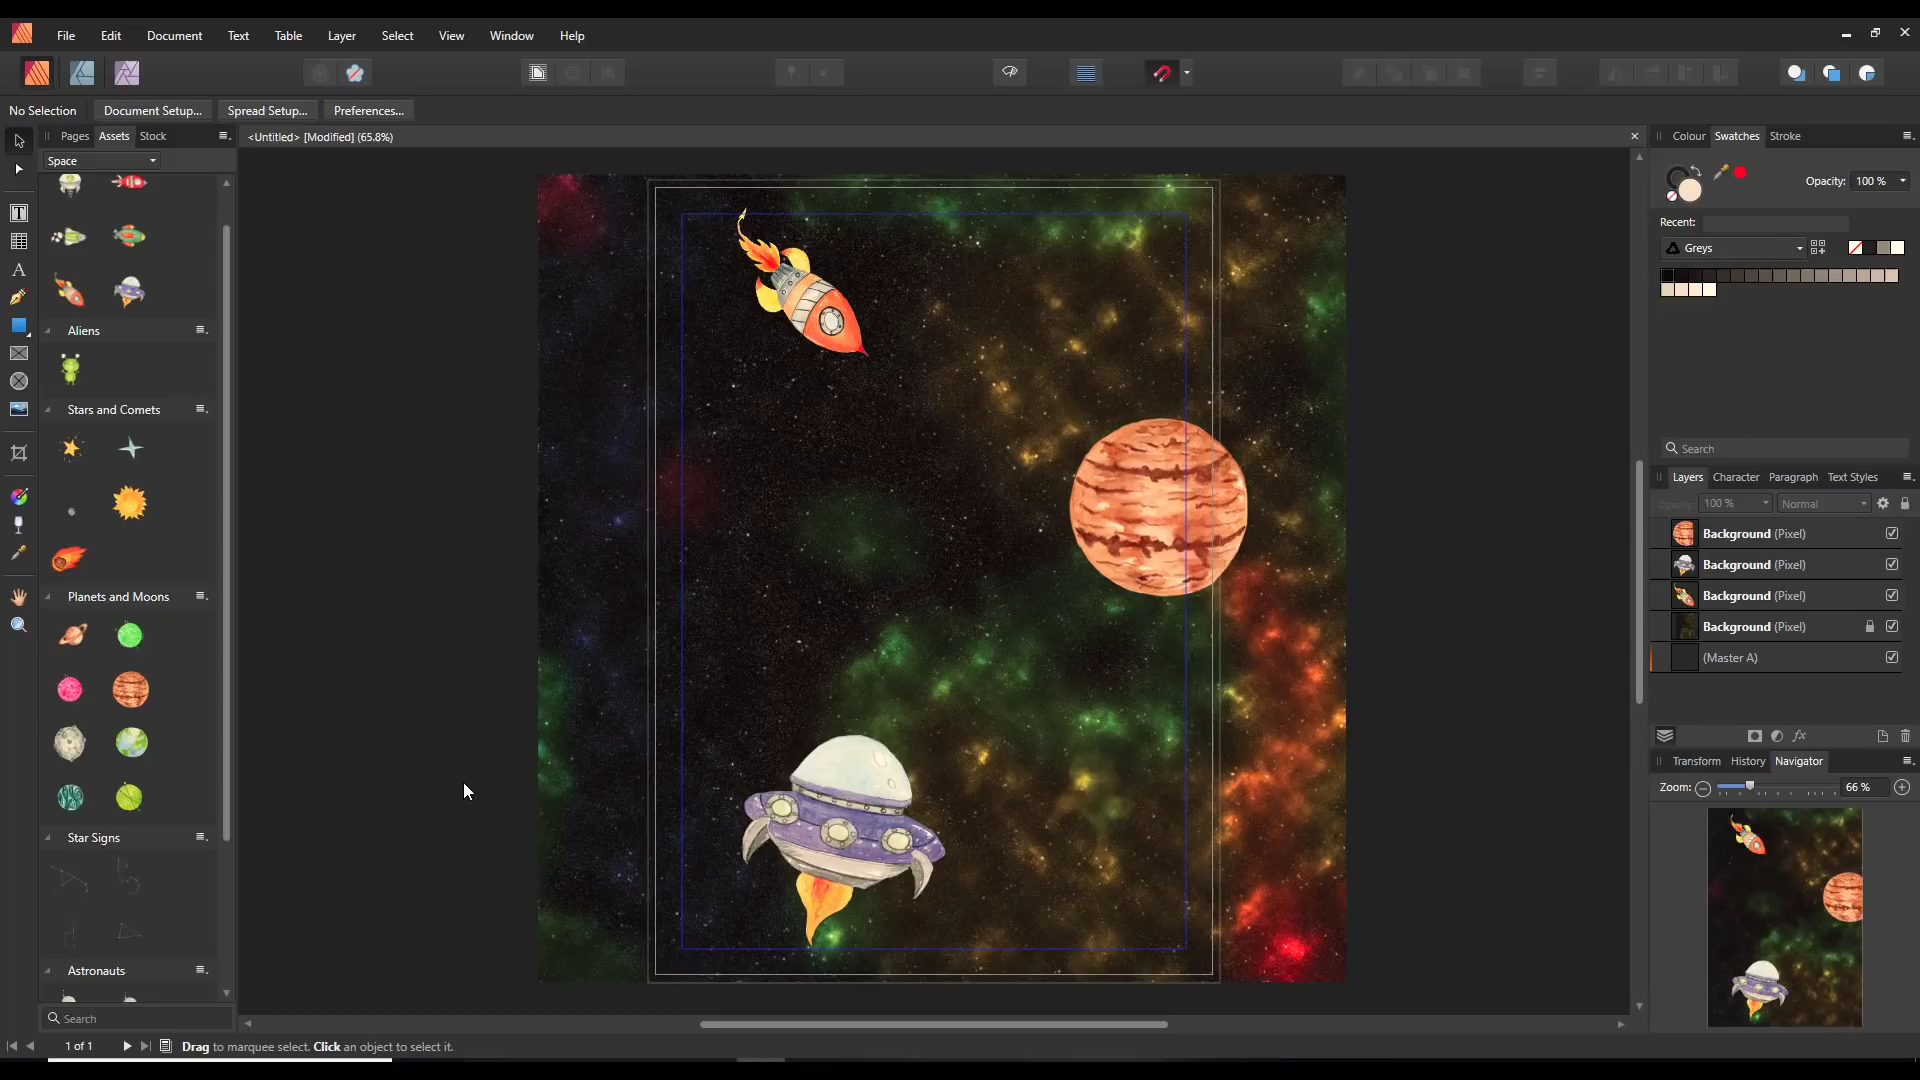 File Edit Document Text Table Layer Select View Window Help
No Selection Document Setup... Spread Setup... Preferences...
Pages Assets Stock
<Untitled> [Modified] (65.8%)
Colour Swatches Stroke
Space
Opacity: 100 %
Recent:
Greys
Aliens
Stars and Comets
Search
Layers Character Paragraph Text Styles
Opacity: 100 % Normal
Background (Pixel)
Background (Pixel)
Background (Pixel)
Background (Pixel)
(Master A)
Planets and Moons
Transform History Navigator
Zoom: 66 %
Star Signs
Astronauts
Search
1 of 1 Drag to marquee select. Click an object to select it.